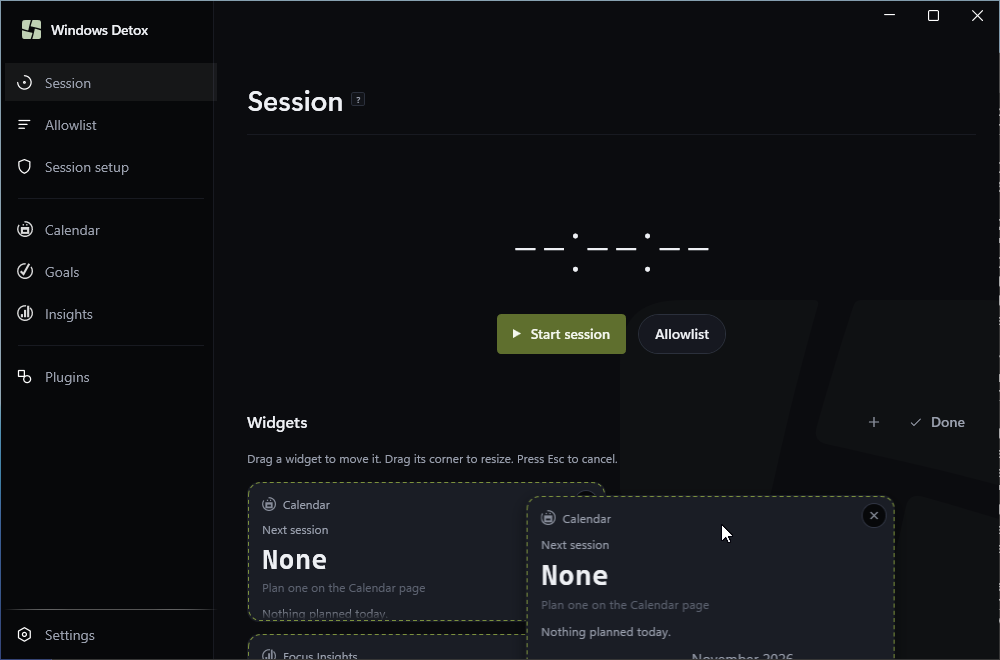 Windows Detox
Session
Allowlist
Session setup
Calendar
Goals
Insights
Plugins
Settings
Session ?
--:--:--
Start session
Allowlist
Widgets
Done
Drag a widget to move it. Drag its corner to resize. Press Esc to cancel.
Calendar
Next session
None
Plan one on the Calendar page
Nothing planned today.
Focus Insights
Calendar
Next session
None
Plan one on the Calendar page
Nothing planned today.
November 2026